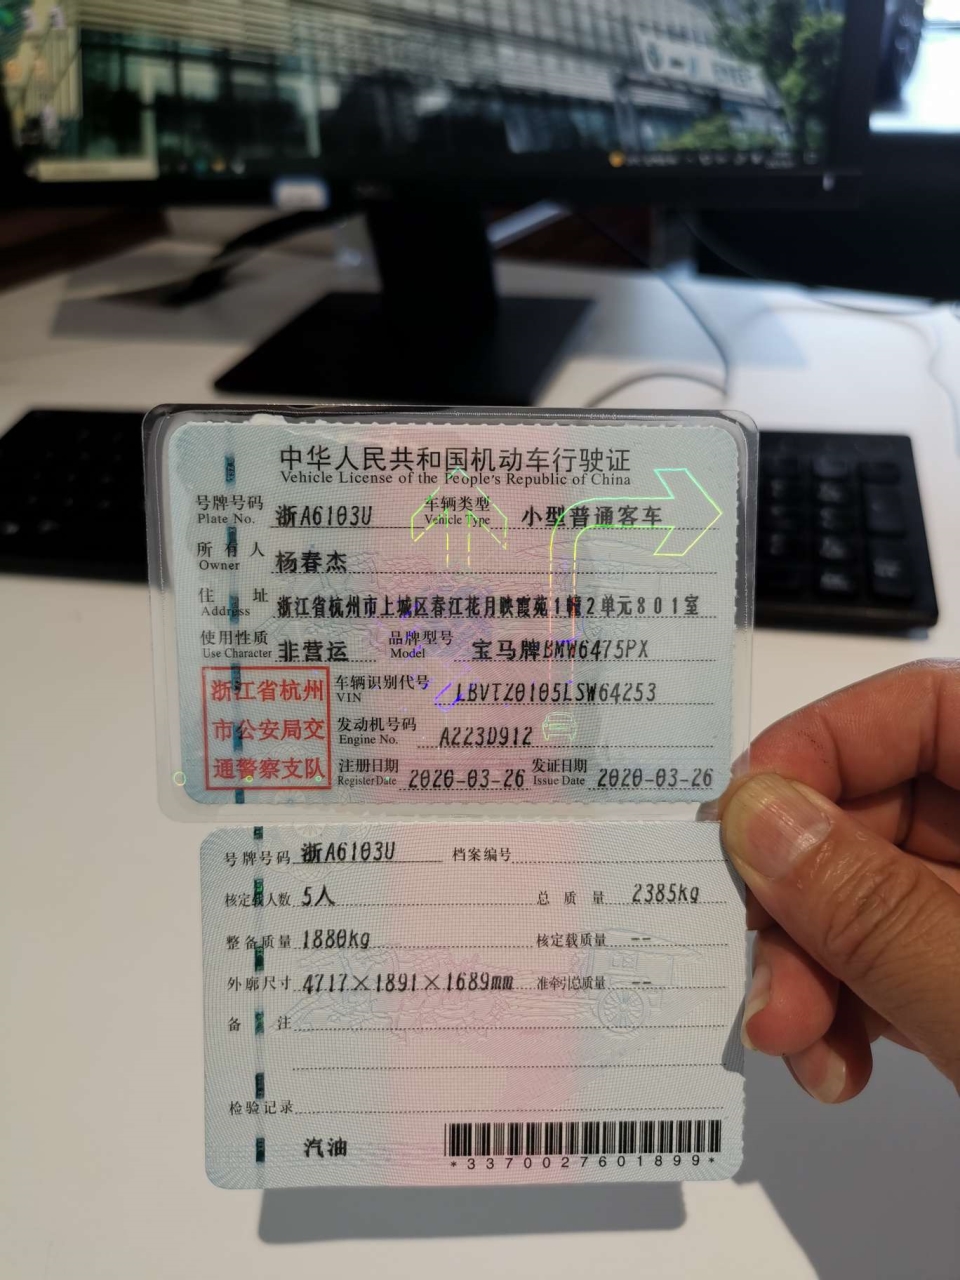 中华人民共和国机动车行驶证
Vehicle License of the People's Republic of China
号牌号码 浙A6103U 车辆类型 小型普通客车
Plate No. Vehicle Type
所有人 杨春杰
Owner
住址 浙江省杭州市上城区春江花月映霞苑1幢2单元801室
Address
使用性质 非营运 品牌型号 宝马牌BMW6475PX
Use Character Model
浙江省杭州
市公安局交
通警察支队
车辆识别代号 LBVTZ0105LSW64253
VIN
发动机号码 A223D912
Engine No.
注册日期 2020-03-26 发证日期 2020-03-26
Register Date Issue Date
号牌号码 浙A6103U 档案编号
核定载人数 5人 总质量 2385kg
整备质量 1880kg 核定载质量 --
外廓尺寸 4717×1891×1689mm 准牵引总质量 --
备注
检验记录
汽油
*3370027601899*